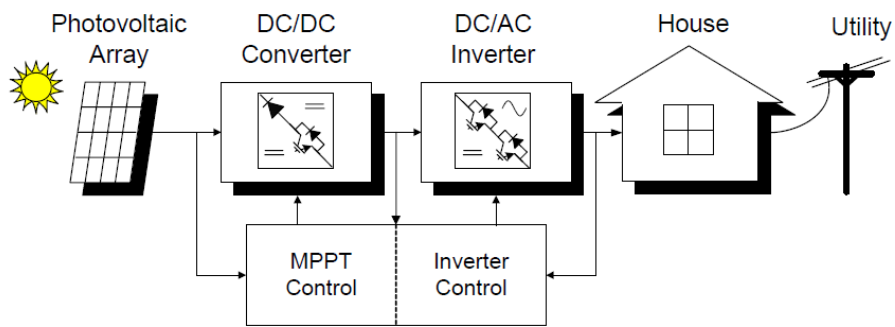 Photovoltaic
Array
DC/DC
Converter
DC/AC
Inverter
House
Utility
MPPT
Control
Inverter
Control